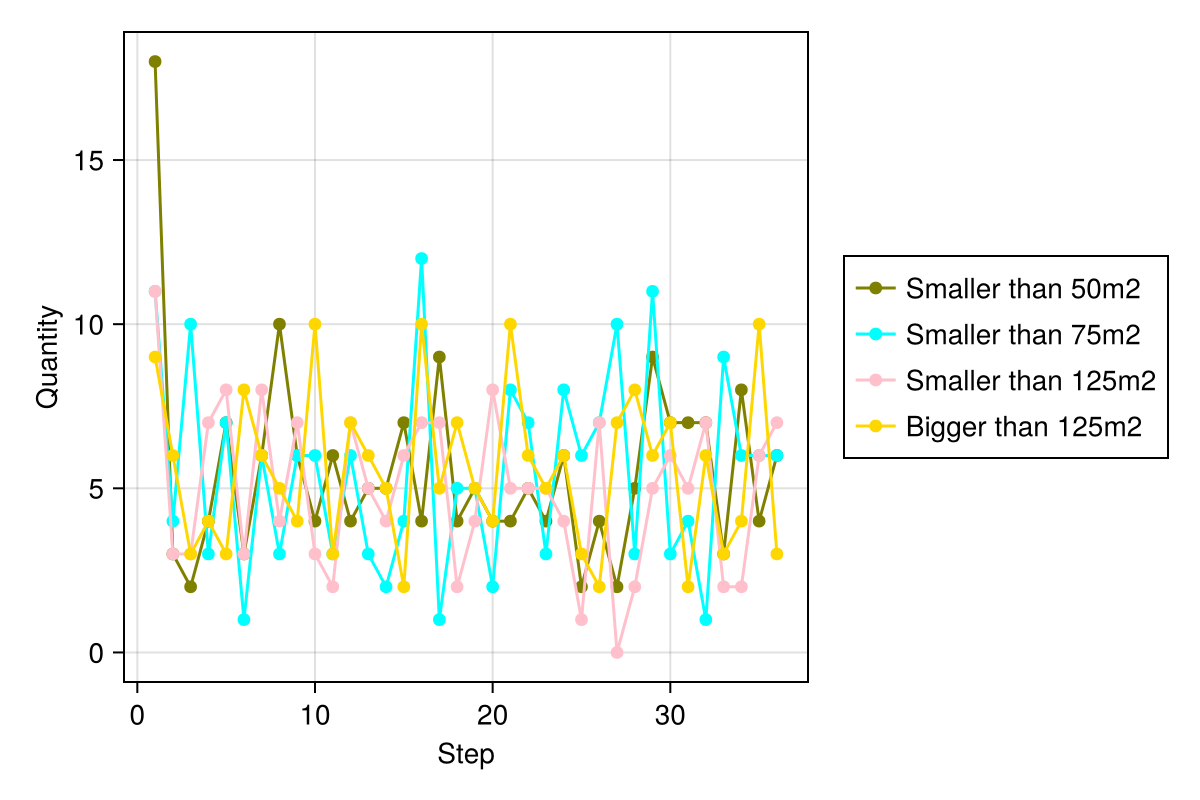 Quantity
15
10
5
0
0 10 20 30
Step
Smaller than 50m2
Smaller than 75m2
Smaller than 125m2
Bigger than 125m2